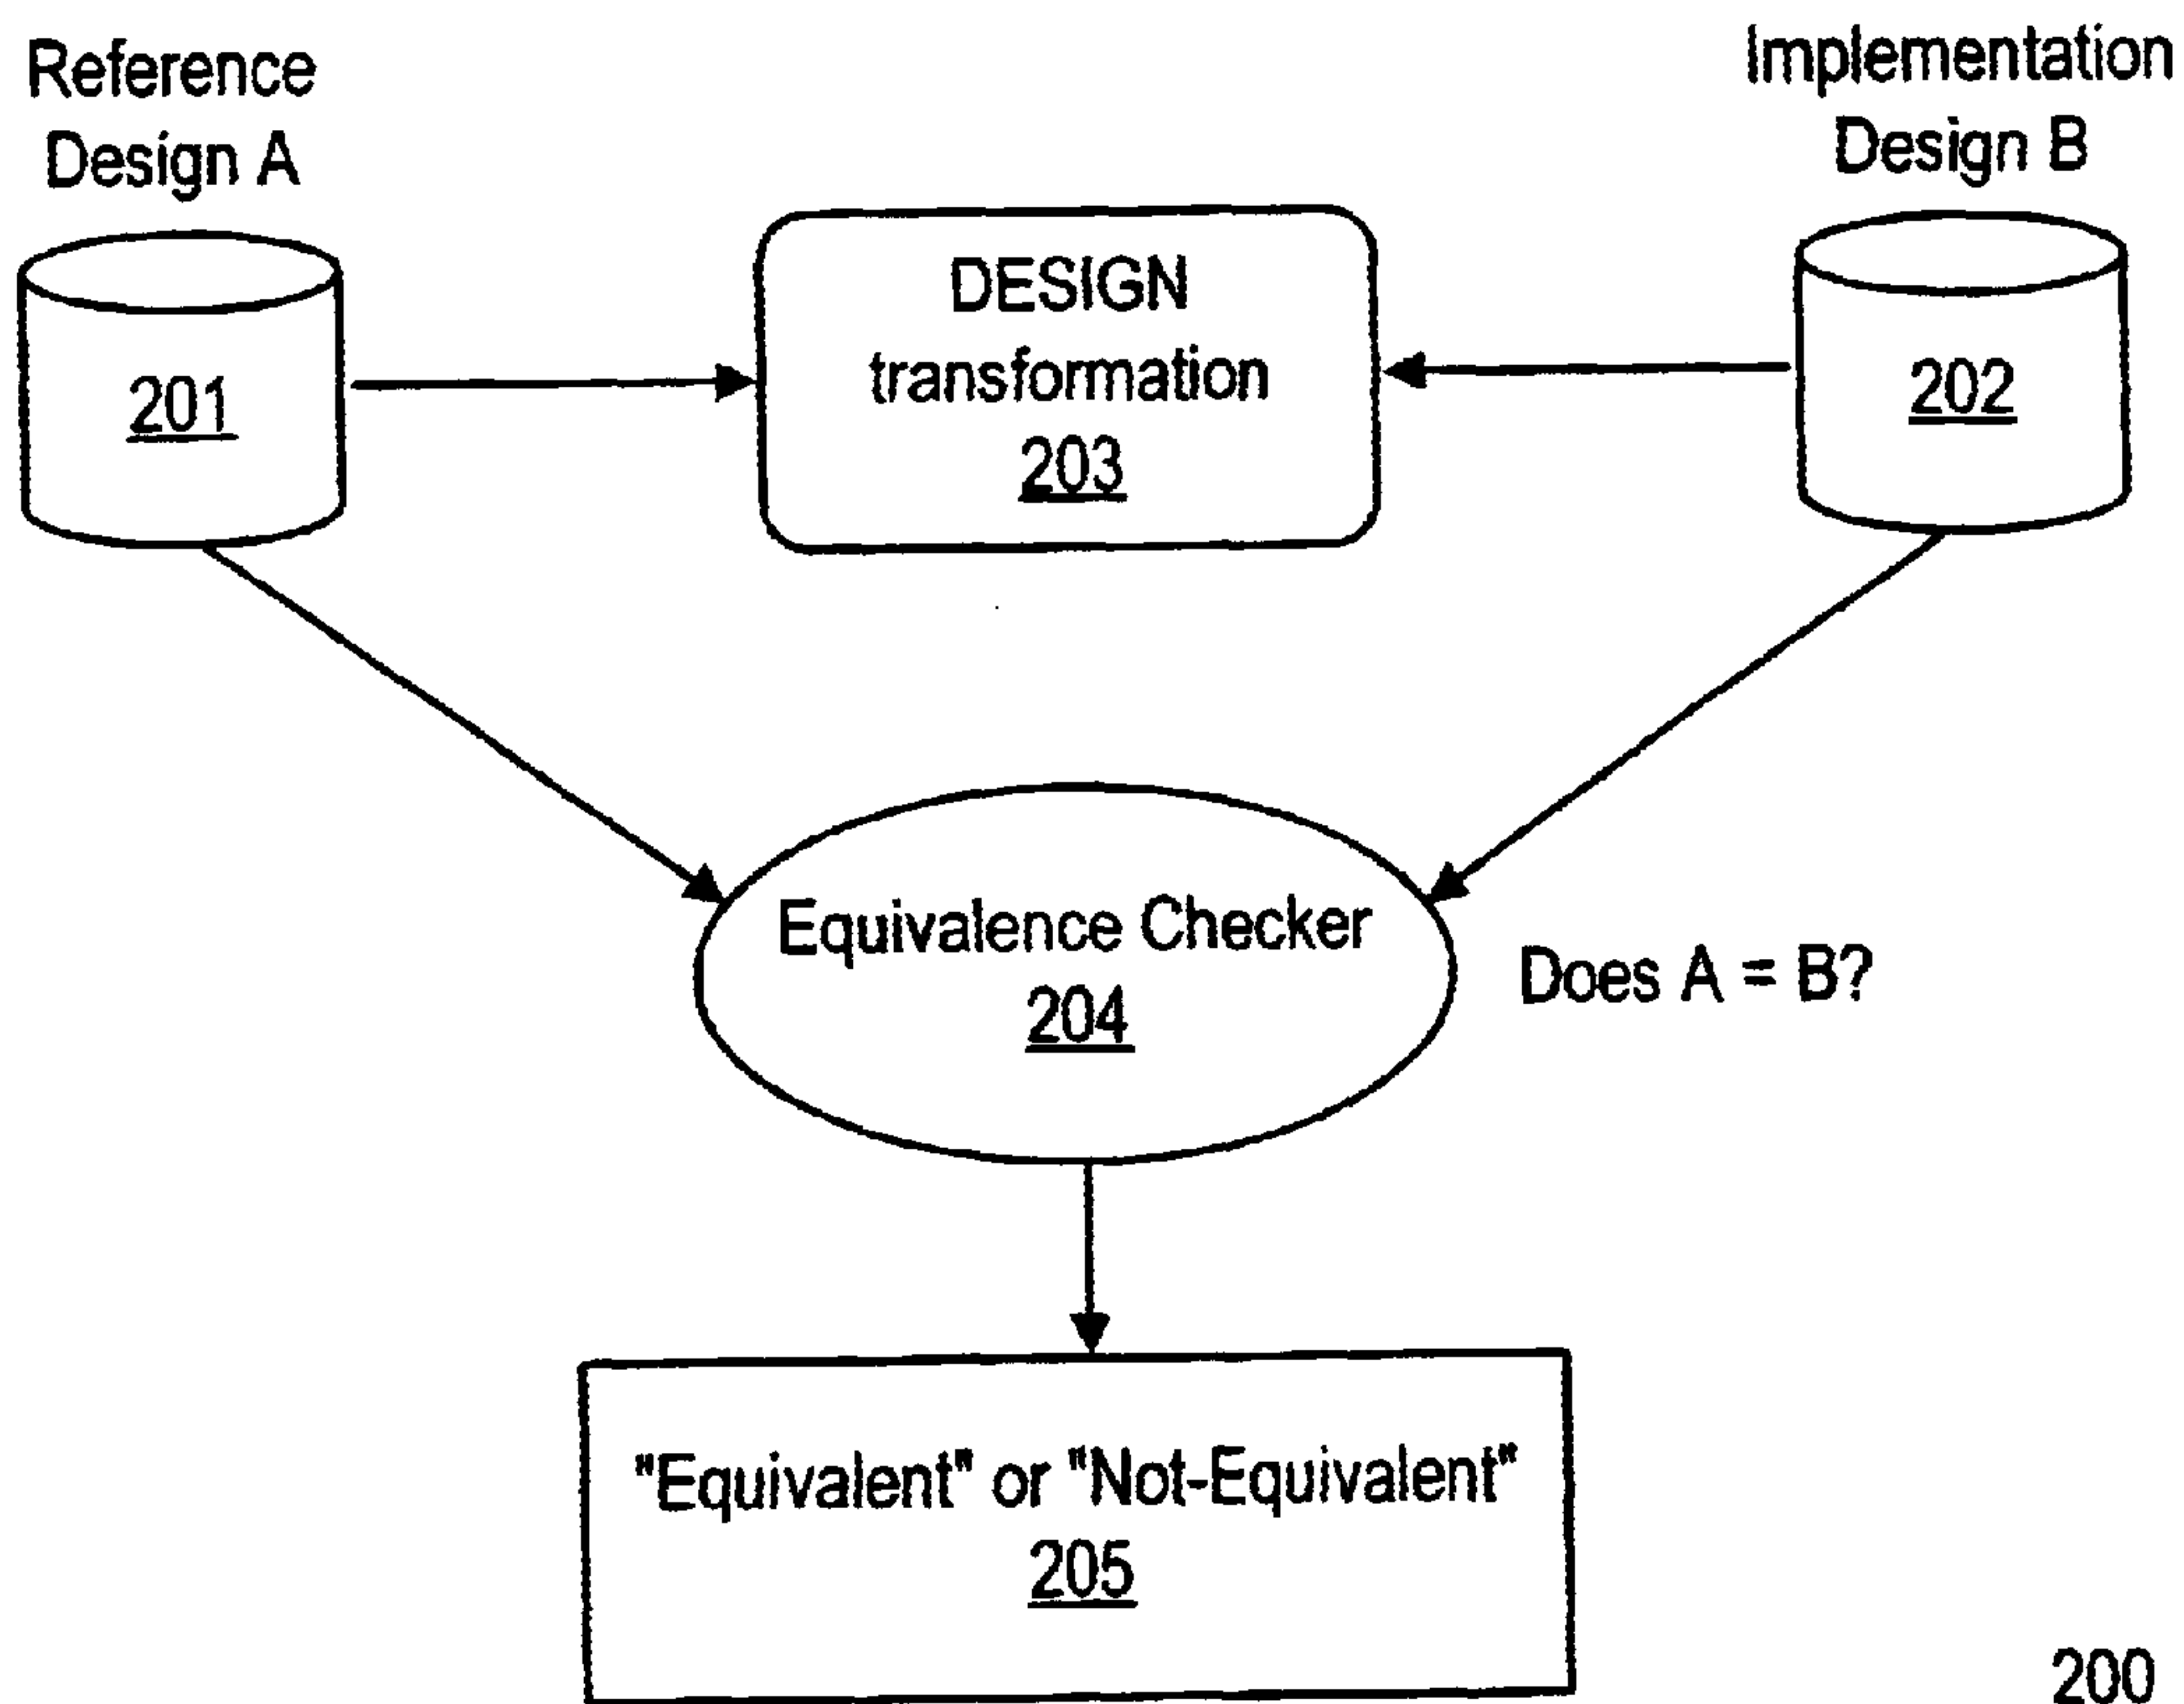 Reference
Design A
Implementation
Design B
201
DESIGN
transformation
203
202
Equivalence Checker
204
Does A = B?
"Equivalent" or "Not-Equivalent"
205
200